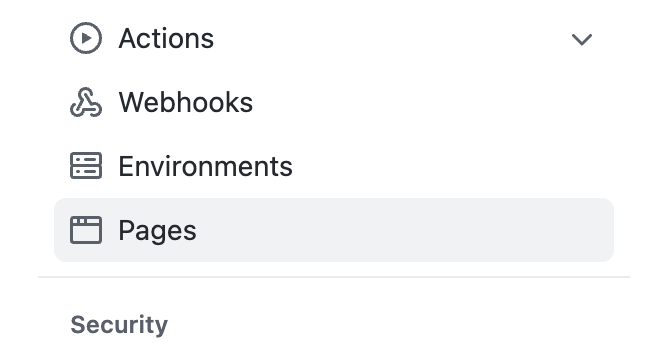 Actions
Webhooks
Environments
Pages
Security